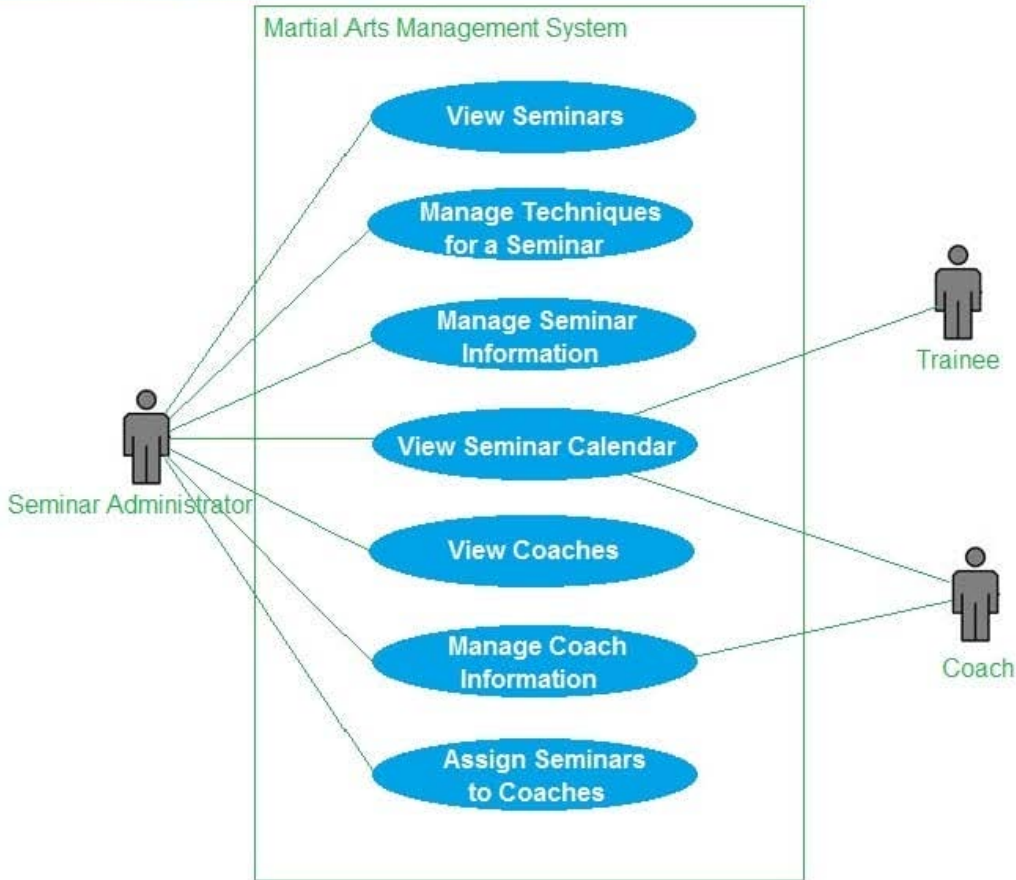 Martial Arts Management System
View Seminars
Manage Techniques
for a Seminar
Manage Seminar
Information
Trainee
View Seminar Calendar
Seminar Administrator
View Coaches
Manage Coach
Information
Coach
Assign Seminars
to Coaches